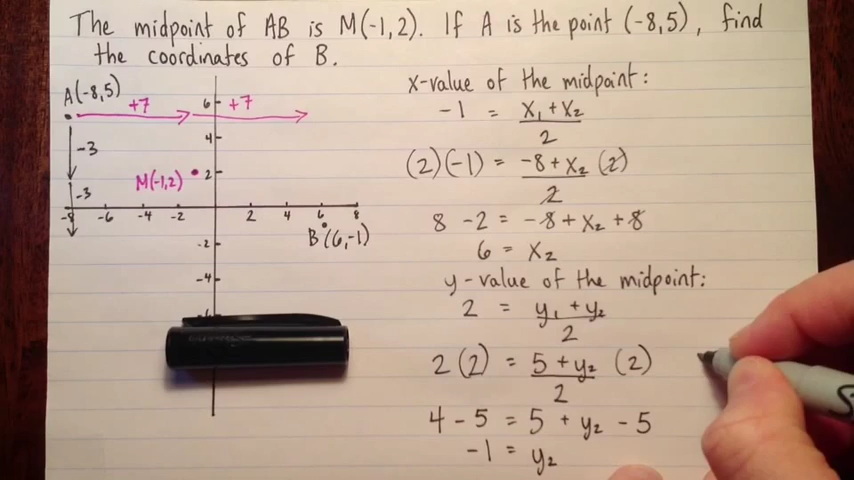 The midpoint of AB is M(-1,2). If A is the point (-8,5), find
the coordinates of B.
A(-8,5)
+7 +7
-3
-3
M(-1,2)
B(6,-1)
6
4
2
-8 -6 -4 -2 2 4 6 8
-2
-4
x-value of the midpoint:
-1 = x₁ + x₂
2
(2)(-1) = -8 + x₂ (2)
2
8 -2 = -8 + x₂ + 8
6 = x₂
y-value of the midpoint:
2 = y₁ + y₂
2
2(2) = 5 + y₂ (2)
2
4 - 5 = 5 + y₂ - 5
-1 = y₂